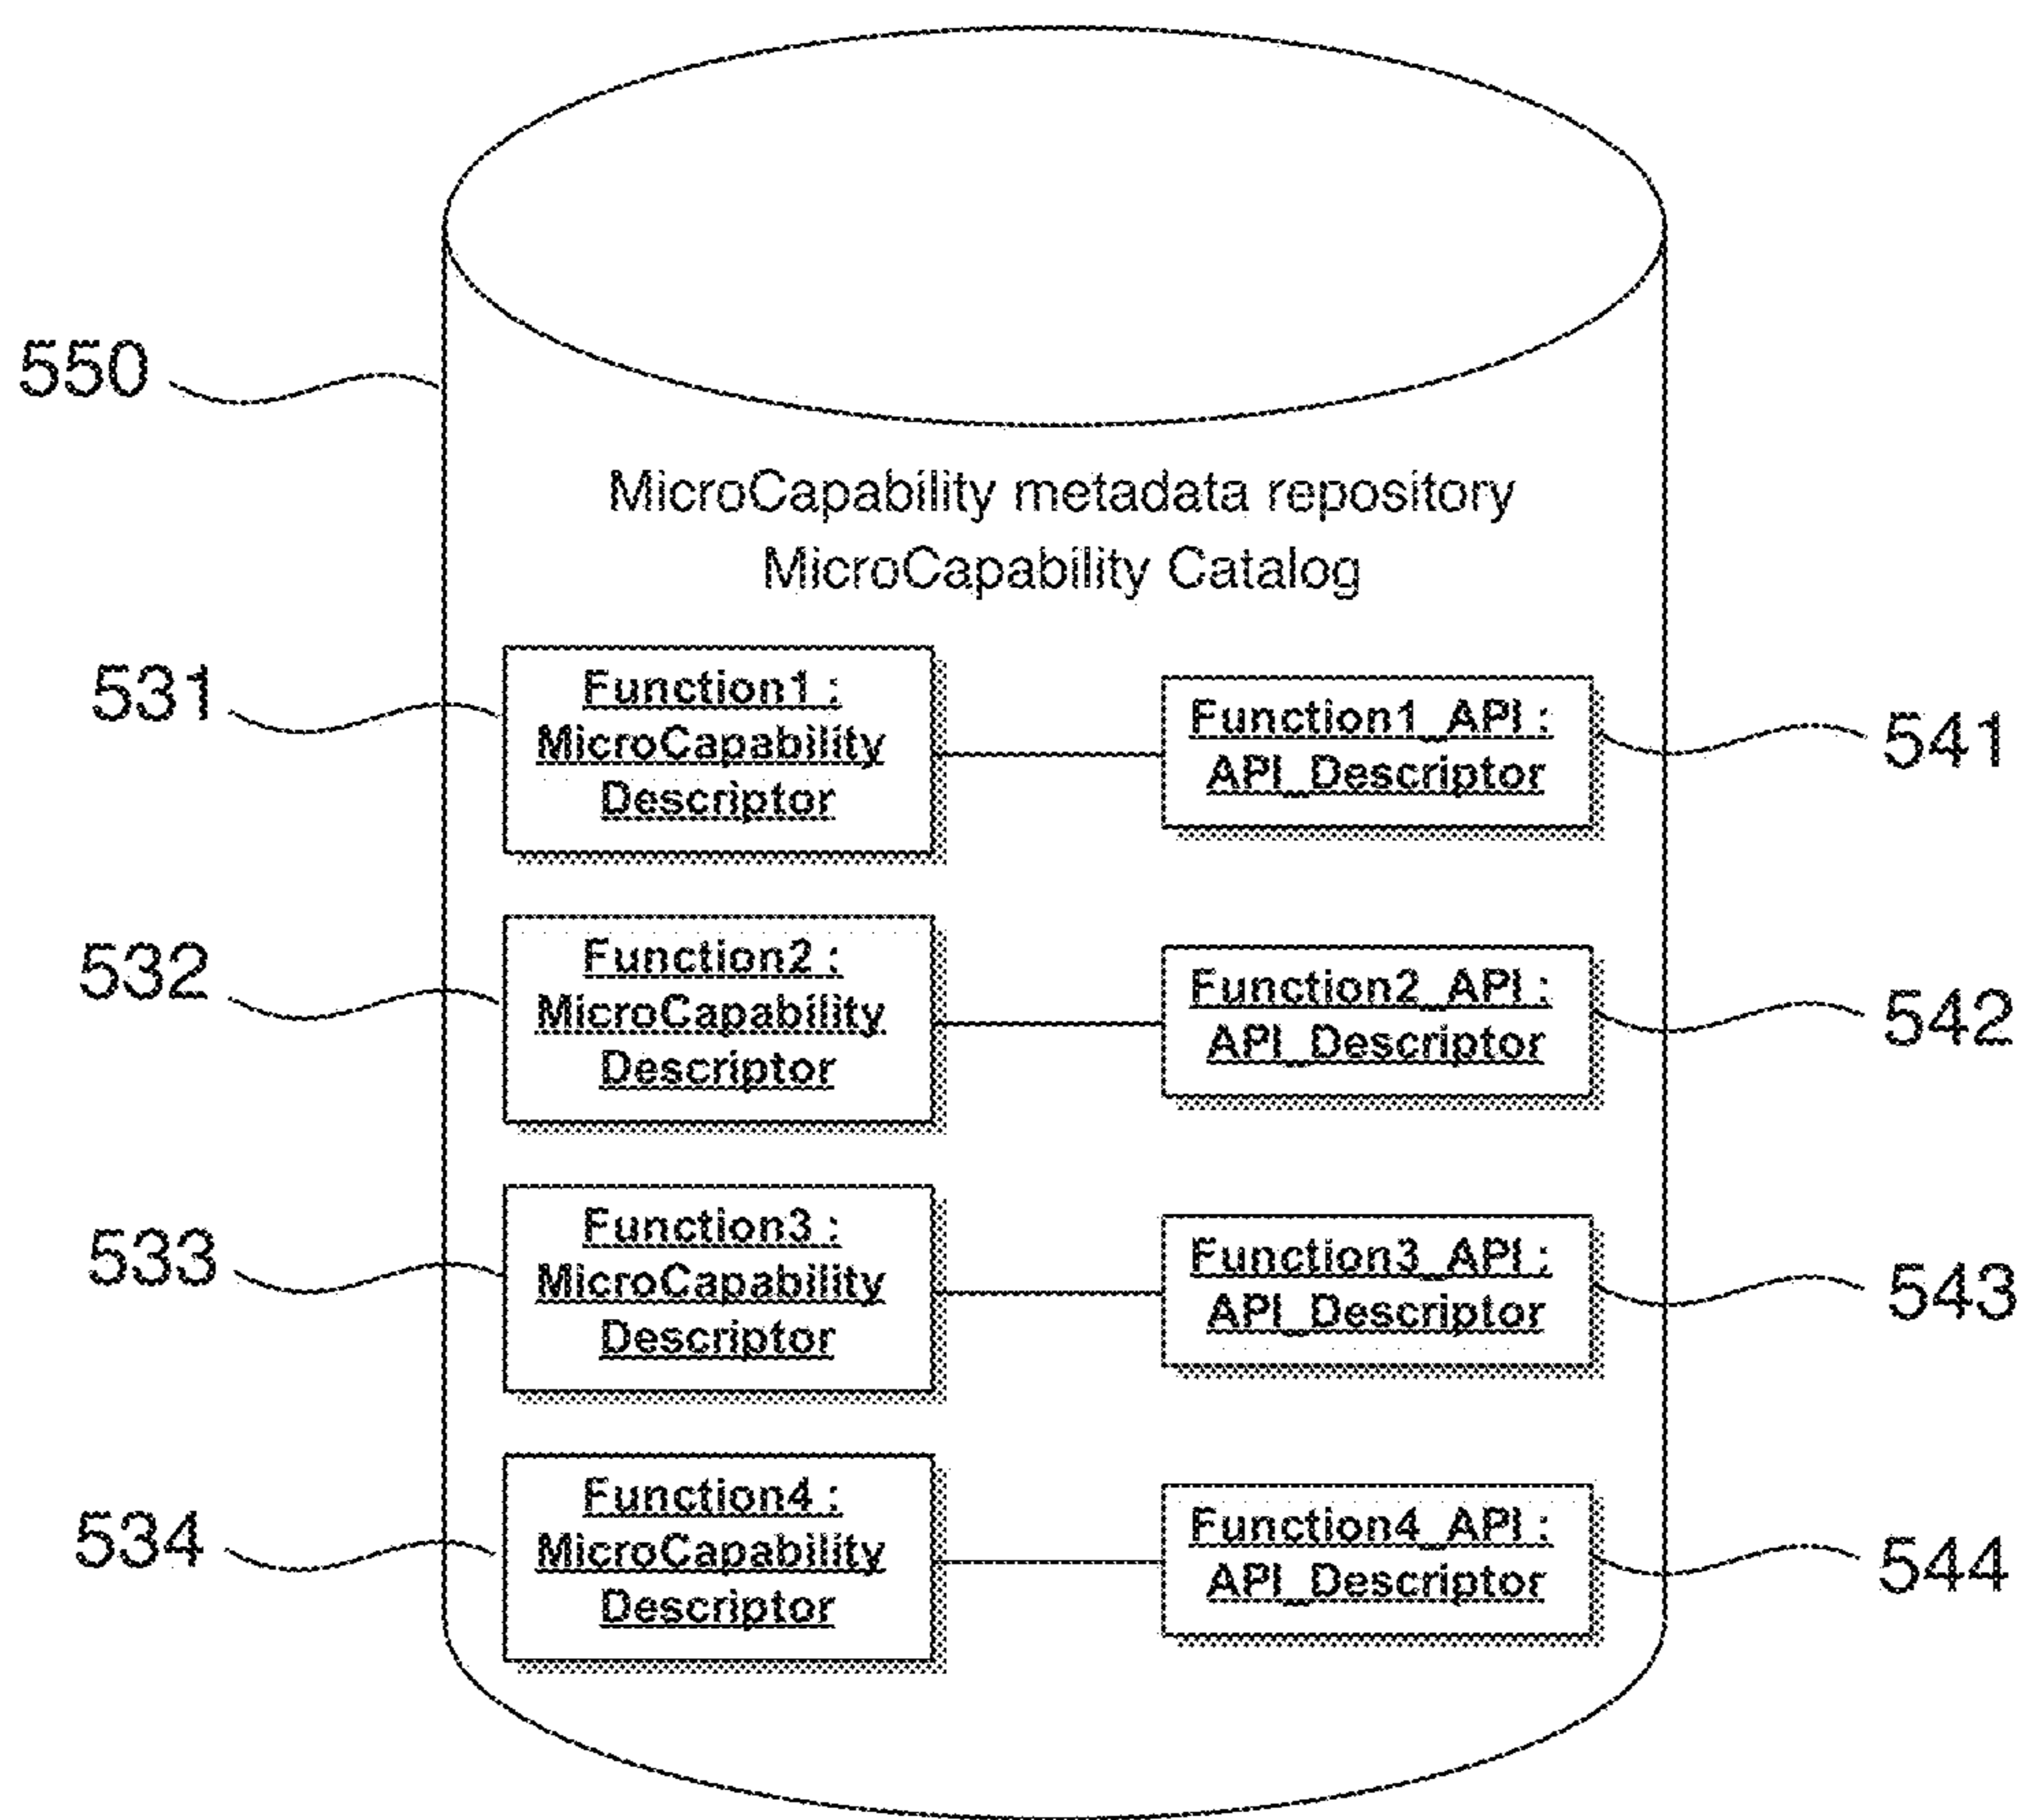 550
MicroCapability metadata repository
MicroCapability Catalog
531
Function1 :
MicroCapability
Descriptor
Function1_API :
API_Descriptor
541
532
Function2 :
MicroCapability
Descriptor
Function2_API :
API_Descriptor
542
533
Function3 :
MicroCapability
Descriptor
Function3_API :
API_Descriptor
543
534
Function4 :
MicroCapability
Descriptor
Function4_API :
API_Descriptor
544